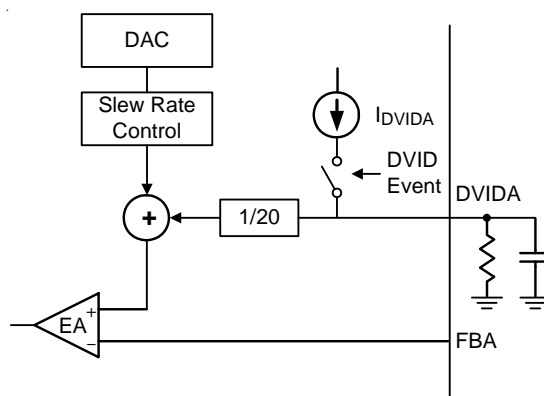 DAC
Slew Rate
Control
IDVIDA
DVID
Event
DVIDA
+
1/20
EA
+
−
FBA